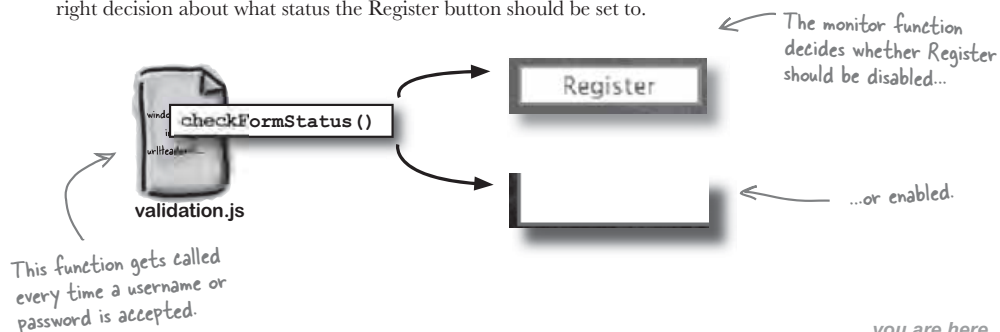 right decision about what status the Register button should be set to.
The monitor function
decides whether Register
should be disabled...
Register
checkFormStatus()
validation.js
...or enabled.
This function gets called
every time a username or
password is accepted.
you are here